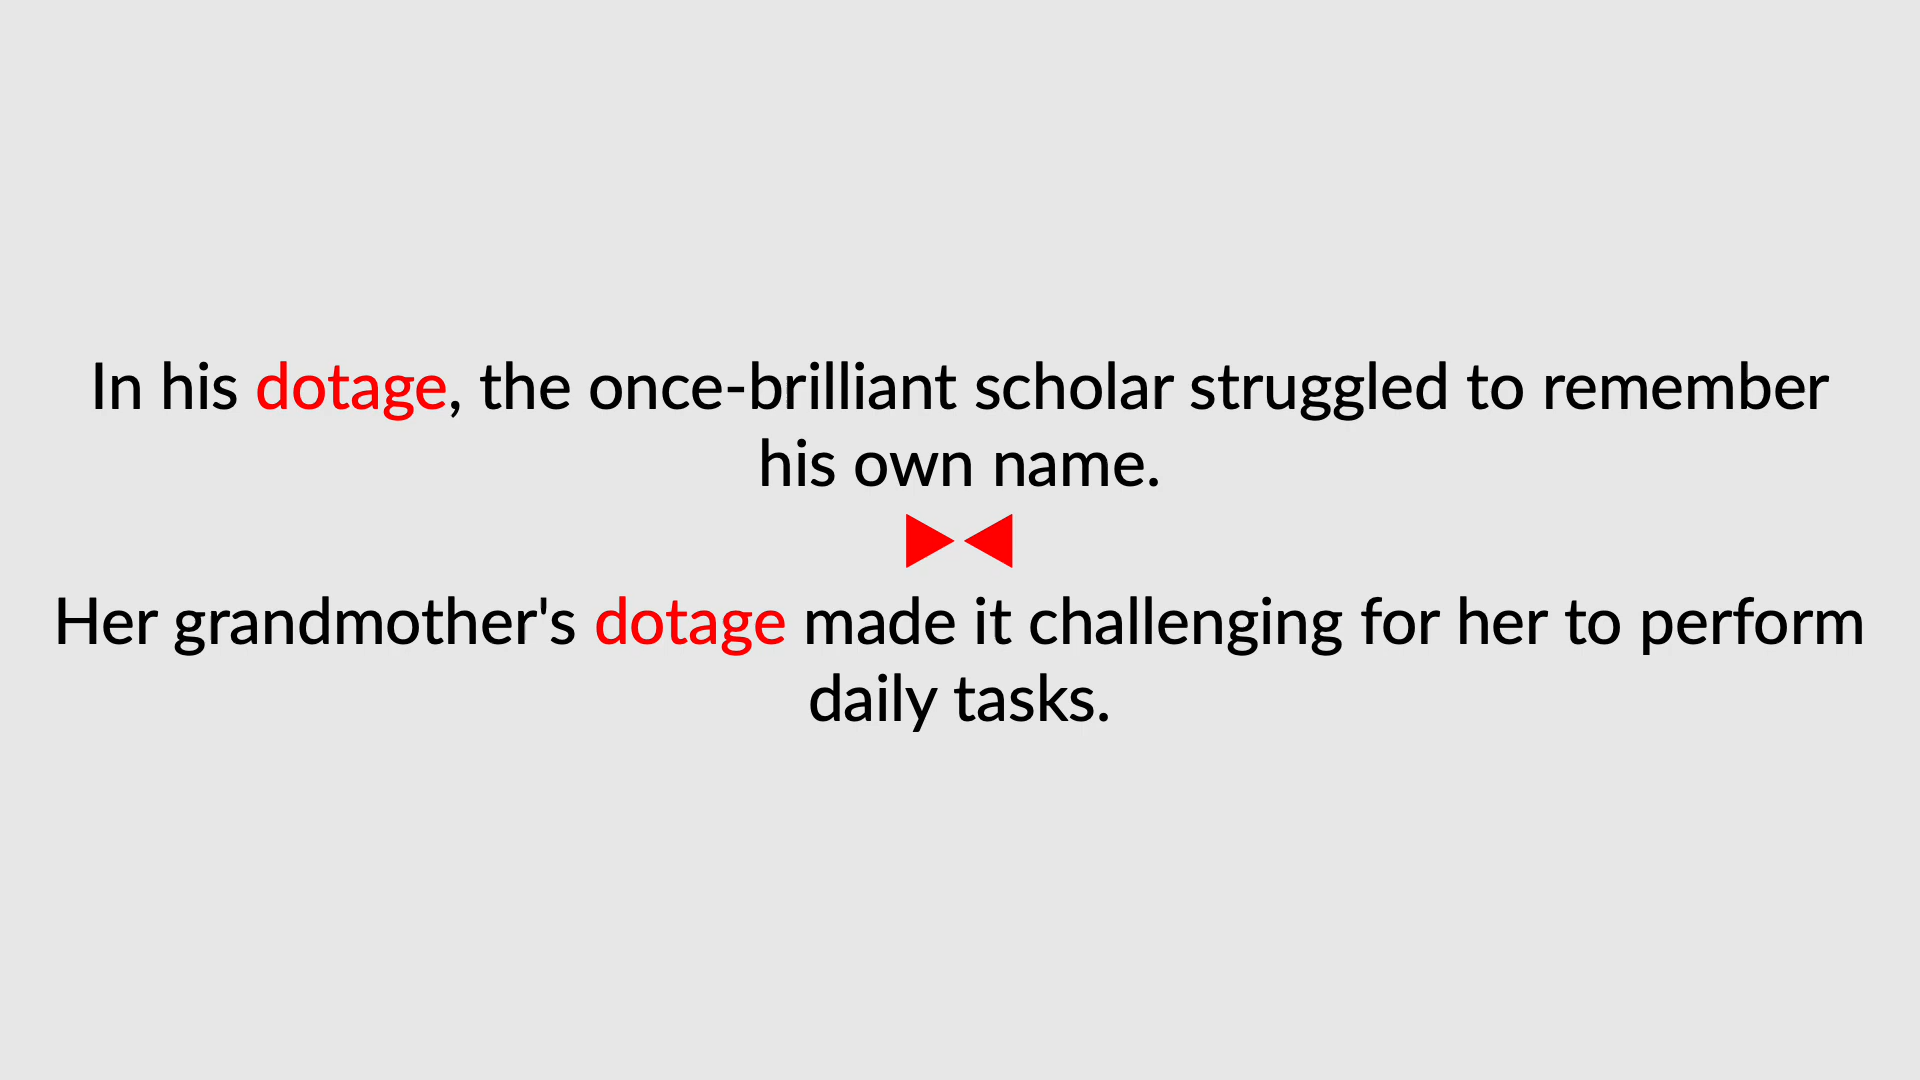 In his dotage, the once-brilliant scholar struggled to remember
his own name.
Her grandmother's dotage made it challenging for her to perform
daily tasks.